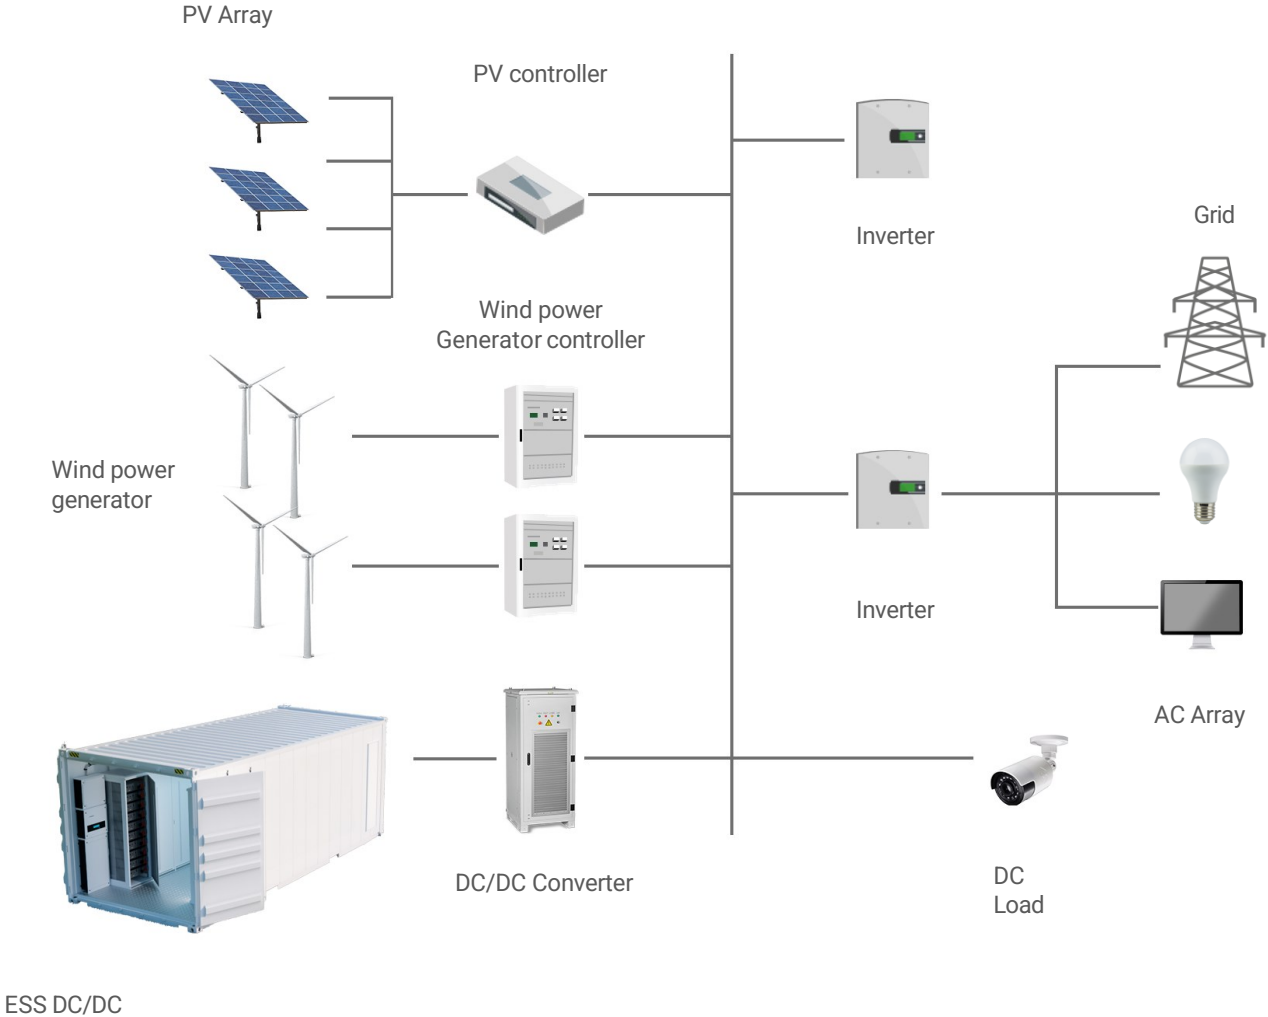 PV Array
PV controller
Inverter
Grid
Wind power
Generator controller
Wind power
generator
Inverter
AC Array
DC/DC Converter
DC
Load
ESS DC/DC